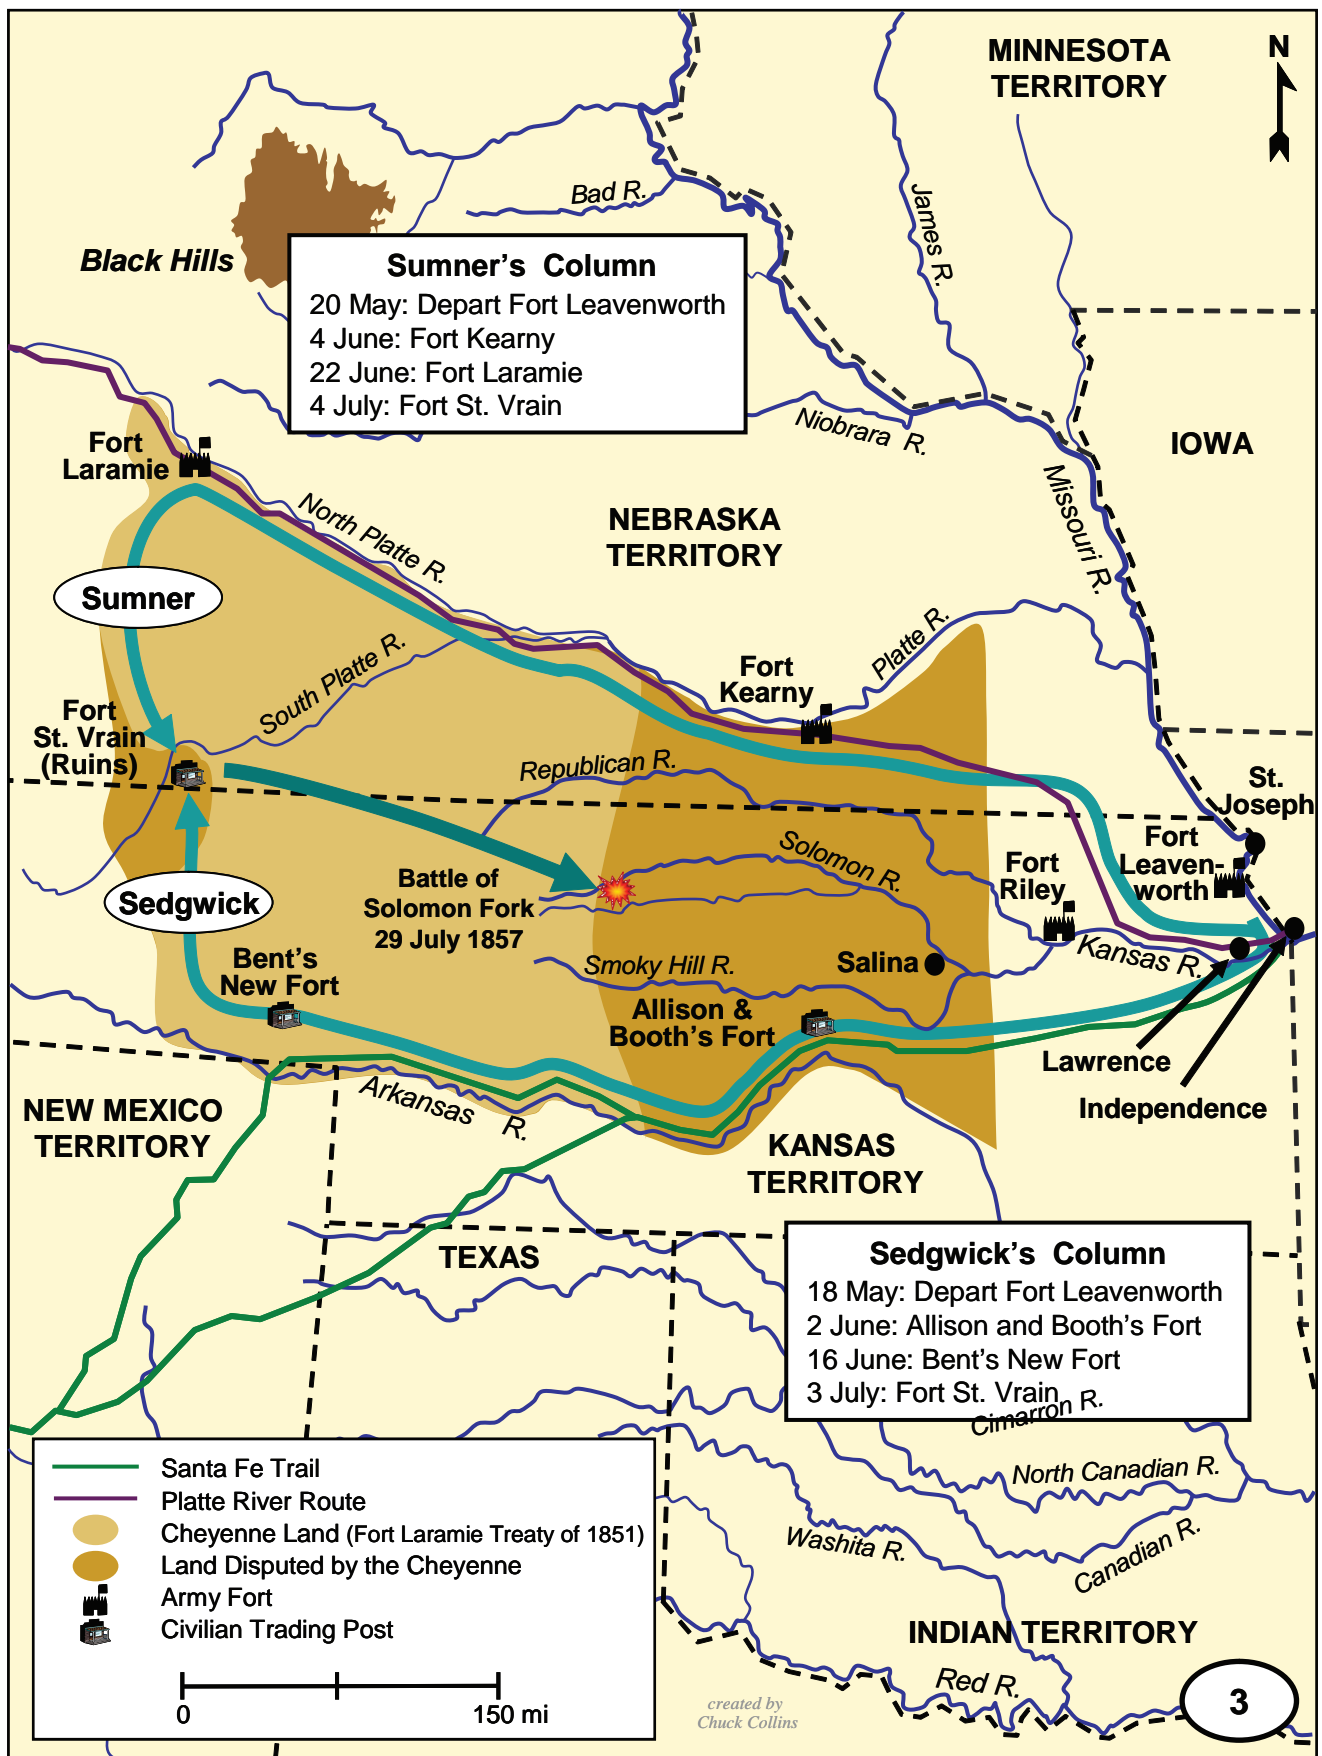 MINNESOTA
TERRITORY
N
Bad R.
James R.
Black Hills
Sumner's Column
20 May: Depart Fort Leavenworth
4 June: Fort Kearny
22 June: Fort Laramie
4 July: Fort St. Vrain
Niobrara R.
IOWA
Fort
Laramie
Missouri R.
North Platte R.
NEBRASKA
TERRITORY
Sumner
Platte R.
South Platte R.
Fort
Kearny
Fort
St. Vrain
(Ruins)
Republican R.
St.
Joseph
Solomon R.
Fort
Leaven-
worth
Fort
Riley
Battle of
Solomon Fork
29 July 1857
Sedgwick
Kansas R.
Bent's
New Fort
Smoky Hill R.
Salina
Allison &
Booth's Fort
Lawrence
Independence
Arkansas R.
NEW MEXICO
TERRITORY
KANSAS
TERRITORY
TEXAS
Sedgwick's Column
18 May: Depart Fort Leavenworth
2 June: Allison and Booth's Fort
16 June: Bent's New Fort
3 July: Fort St. Vrain
Cimarron R.
North Canadian R.
Canadian R.
Washita R.
INDIAN TERRITORY
Red R.
Santa Fe Trail
Platte River Route
Cheyenne Land (Fort Laramie Treaty of 1851)
Land Disputed by the Cheyenne
Army Fort
Civilian Trading Post
0 150 mi
created by
Chuck Collins
3